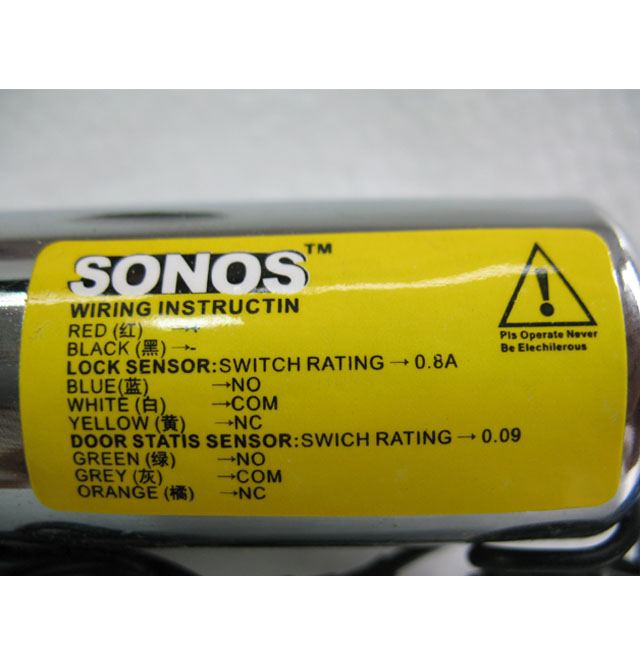 SONOS™
WIRING INSTRUCTIN
RED (红) →+
BLACK (黑) →-
LOCK SENSOR:SWITCH RATING → 0.8A
BLUE(蓝) →NO
WHITE (白) →COM
YELLOW (黄) →NC
DOOR STATIS SENSOR:SWICH RATING → 0.09
GREEN (绿) →NO
GREY (灰) →COM
ORANGE (橘) →NC
Pls Operate Never
Be Elechilerous